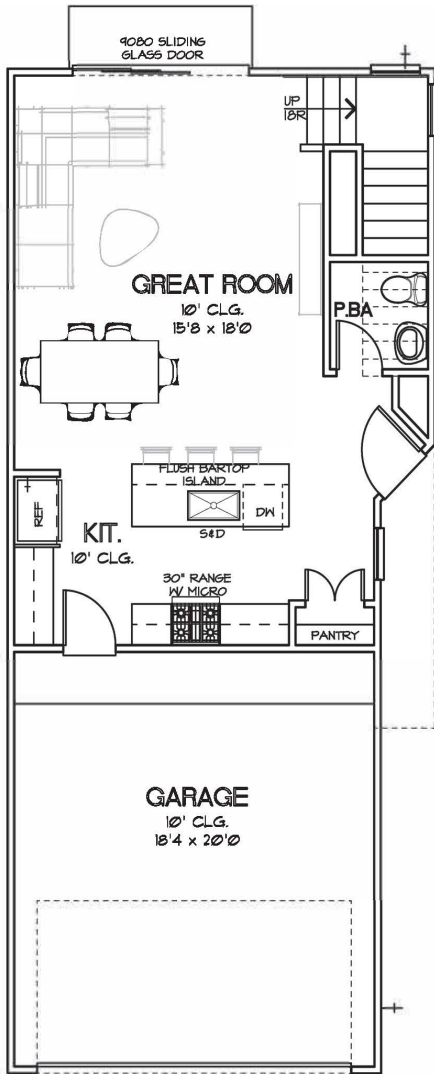 9080 SLIDING
GLASS DOOR
UP
18R
GREAT ROOM
10' CLG.
15'8 x 18'0
P.BA
FLUSH BARTOP
ISLAND
REF
DW
S&D
KIT.
10' CLG.
30" RANGE
W/ MICRO
PANTRY
GARAGE
10' CLG.
18'4 x 20'0